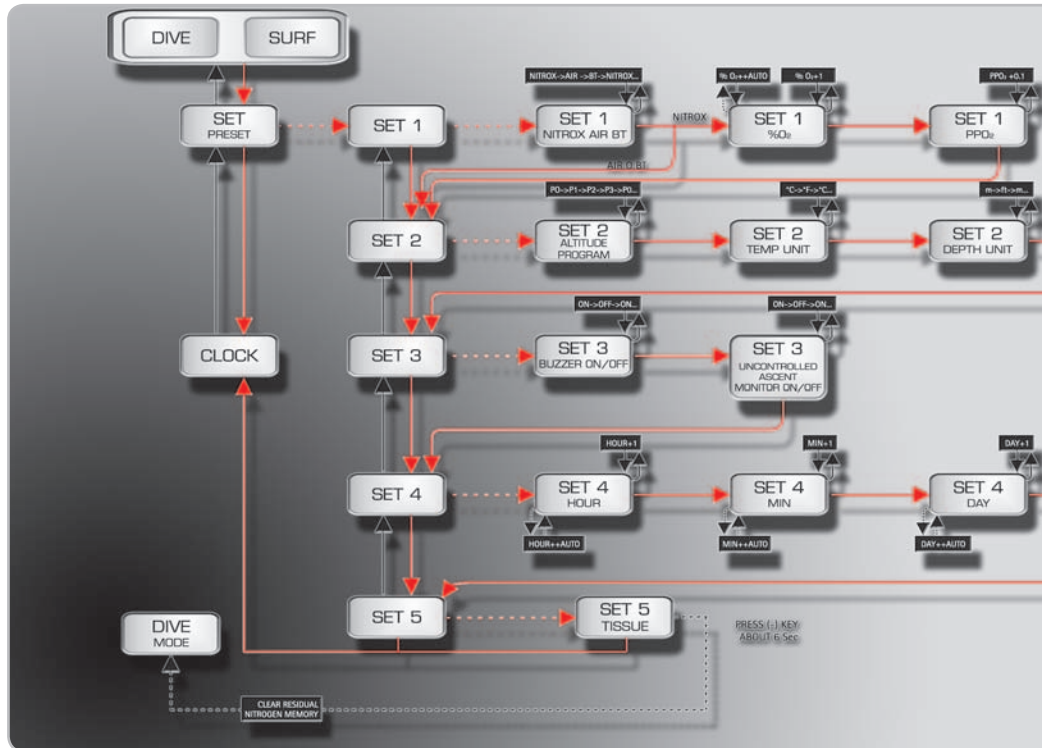 DIVE
SURF
NITROX->AIR ->BT->NITROX...
% O₂++AUTO
% O₂+1
PPO₂ +0.1
SET
PRESET
SET 1
SET 1
NITROX AIR BT
NITROX
SET 1
%O₂
SET 1
PPO₂
AIR O BT
P0->P1->P2->P3->P0...
°C->°F->°C...
m->ft->m...
SET 2
SET 2
ALTITUDE
PROGRAM
SET 2
TEMP UNIT
SET 2
DEPTH UNIT
ON->OFF->ON...
ON->OFF->ON...
CLOCK
SET 3
SET 3
BUZZER ON/OFF
SET 3
UNCONTROLLED
ASCENT
MONITOR ON/OFF
HOUR+1
MIN+1
DAY+1
SET 4
SET 4
HOUR
SET 4
MIN
SET 4
DAY
HOUR++AUTO
MIN++AUTO
DAY++AUTO
SET 5
SET 5
TISSUE
DIVE
MODE
PRESS (-) KEY
ABOUT 6 Sec
CLEAR RESIDUAL
NITROGEN MEMORY